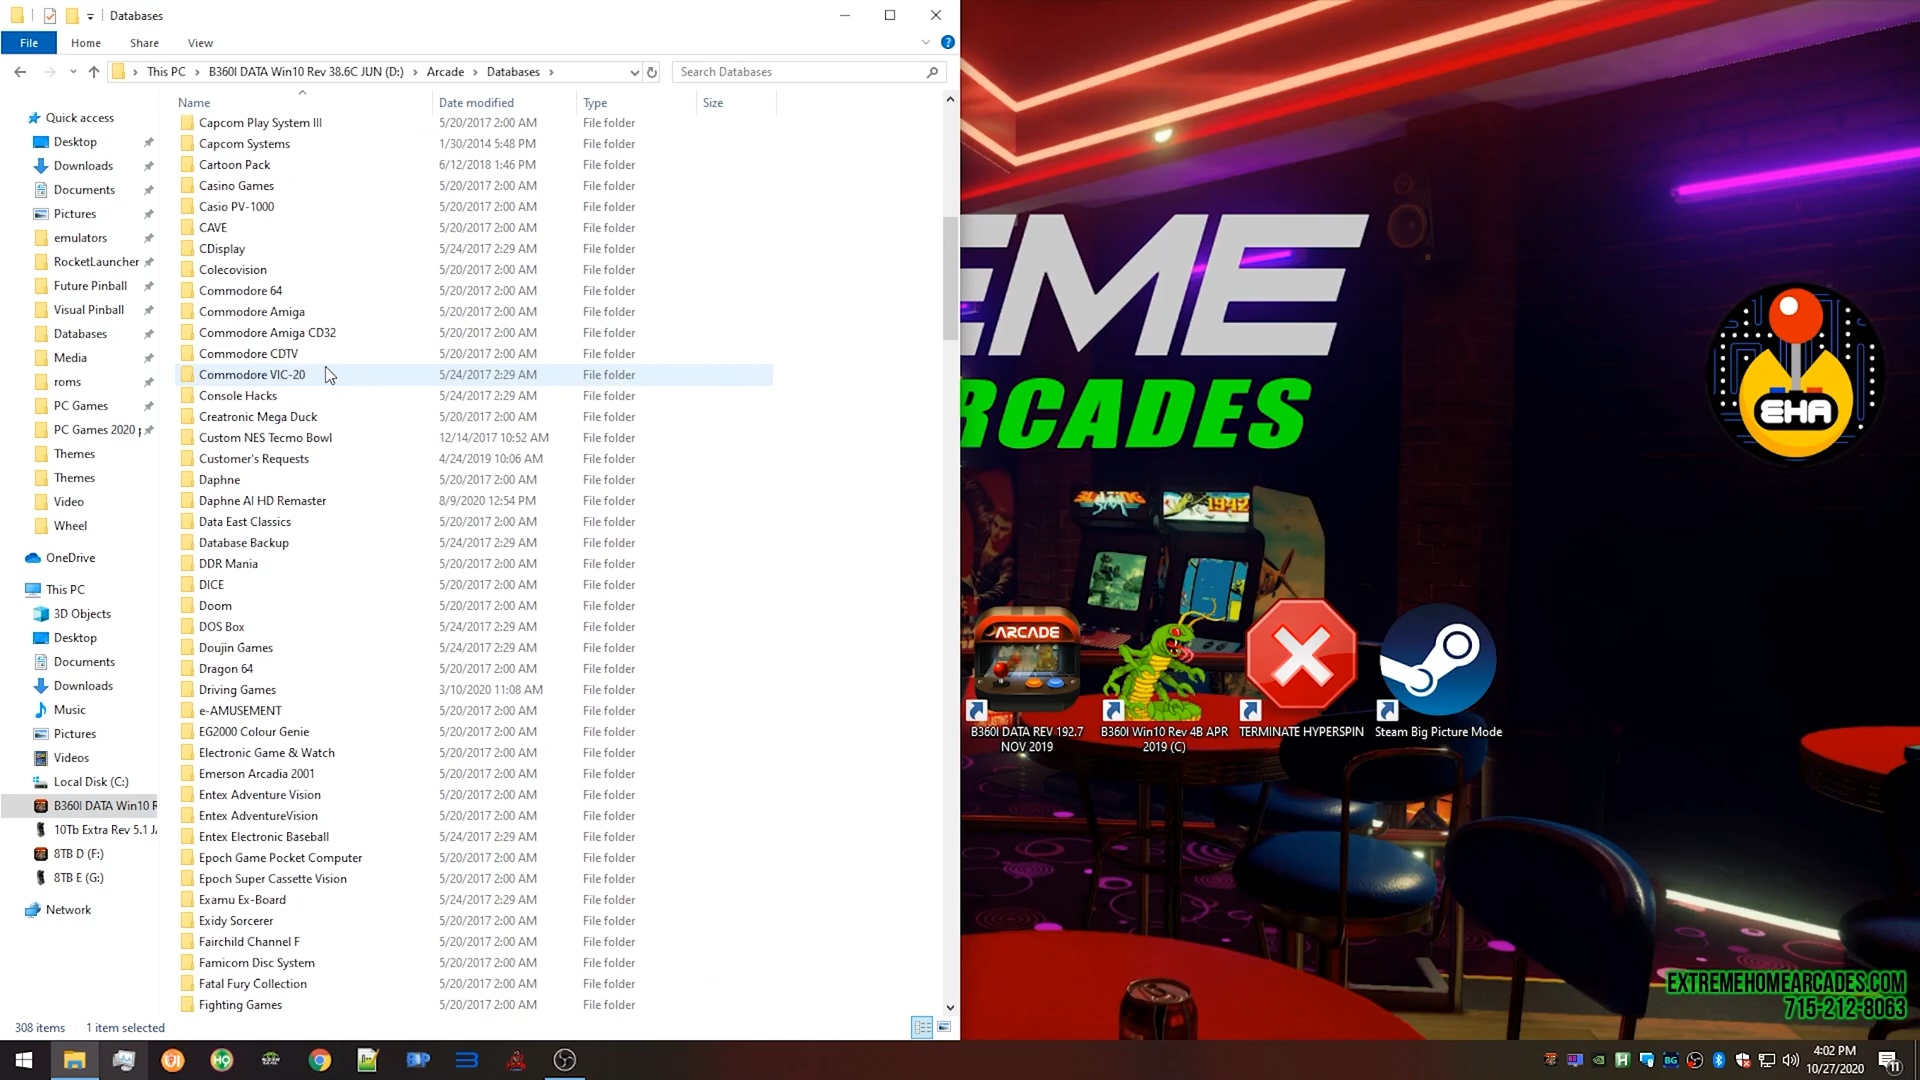 Databases
File
Home
Share
View
This PC
B360I DATA Win10 Rev 38.6C JUN (D:)
Arcade
Databases
Search Databases
Name
Date modified
Type
Size
Quick access
Desktop
Downloads
Documents
Pictures
emulators
RocketLauncher
Future Pinball
Visual Pinball
Databases
Media
roms
PC Games
PC Games 2020
Themes
Themes
Video
Wheel
OneDrive
This PC
3D Objects
Desktop
Documents
Downloads
Music
Pictures
Videos
Local Disk (C:)
B360I DATA Win10 R
10Tb Extra Rev 5.1 JA
8TB D (F:)
8TB E (G:)
Network
Capcom Play System III 5/20/2017 2:00 AM File folder
Capcom Systems 1/30/2014 5:48 PM File folder
Cartoon Pack 6/12/2018 1:46 PM File folder
Casino Games 5/20/2017 2:00 AM File folder
Casio PV-1000 5/20/2017 2:00 AM File folder
CAVE 5/20/2017 2:00 AM File folder
CDisplay 5/24/2017 2:29 AM File folder
Colecovision 5/20/2017 2:00 AM File folder
Commodore 64 5/20/2017 2:00 AM File folder
Commodore Amiga 5/20/2017 2:00 AM File folder
Commodore Amiga CD32 5/20/2017 2:00 AM File folder
Commodore CDTV 5/20/2017 2:00 AM File folder
Commodore VIC-20 5/24/2017 2:29 AM File folder
Console Hacks 5/24/2017 2:29 AM File folder
Creatronic Mega Duck 5/20/2017 2:00 AM File folder
Custom NES Tecmo Bowl 12/14/2017 10:52 AM File folder
Customer's Requests 4/24/2019 10:06 AM File folder
Daphne 5/20/2017 2:00 AM File folder
Daphne AI HD Remaster 8/9/2020 12:54 PM File folder
Data East Classics 5/20/2017 2:00 AM File folder
Database Backup 5/24/2017 2:29 AM File folder
DDR Mania 5/20/2017 2:00 AM File folder
DICE 5/20/2017 2:00 AM File folder
Doom 5/20/2017 2:00 AM File folder
DOS Box 5/24/2017 2:29 AM File folder
Doujin Games 5/24/2017 2:29 AM File folder
Dragon 64 5/20/2017 2:00 AM File folder
Driving Games 3/10/2020 11:08 AM File folder
e-AMUSEMENT 5/20/2017 2:00 AM File folder
EG2000 Colour Genie 5/20/2017 2:00 AM File folder
Electronic Game & Watch 5/20/2017 2:00 AM File folder
Emerson Arcadia 2001 5/20/2017 2:00 AM File folder
Entex Adventure Vision 5/20/2017 2:00 AM File folder
Entex AdventureVision 5/20/2017 2:00 AM File folder
Entex Electronic Baseball 5/24/2017 2:29 AM File folder
Epoch Game Pocket Computer 5/20/2017 2:00 AM File folder
Epoch Super Cassette Vision 5/20/2017 2:00 AM File folder
Examu Ex-Board 5/24/2017 2:29 AM File folder
Exidy Sorcerer 5/20/2017 2:00 AM File folder
Fairchild Channel F 5/20/2017 2:00 AM File folder
Famicom Disc System 5/20/2017 2:00 AM File folder
Fatal Fury Collection 5/20/2017 2:00 AM File folder
Fighting Games 5/20/2017 2:00 AM File folder
308 items
1 item selected
EME
RCADES
EHA
1942
ARCADE
B360I DATA REV 192.7
NOV 2019
B360I Win10 Rev 4B APR
2019 (C)
TERMINATE HYPERSPIN
Steam Big Picture Mode
EXTREMEHOMEARCADES.COM
715-212-8063
4:02 PM
10/27/2020
11